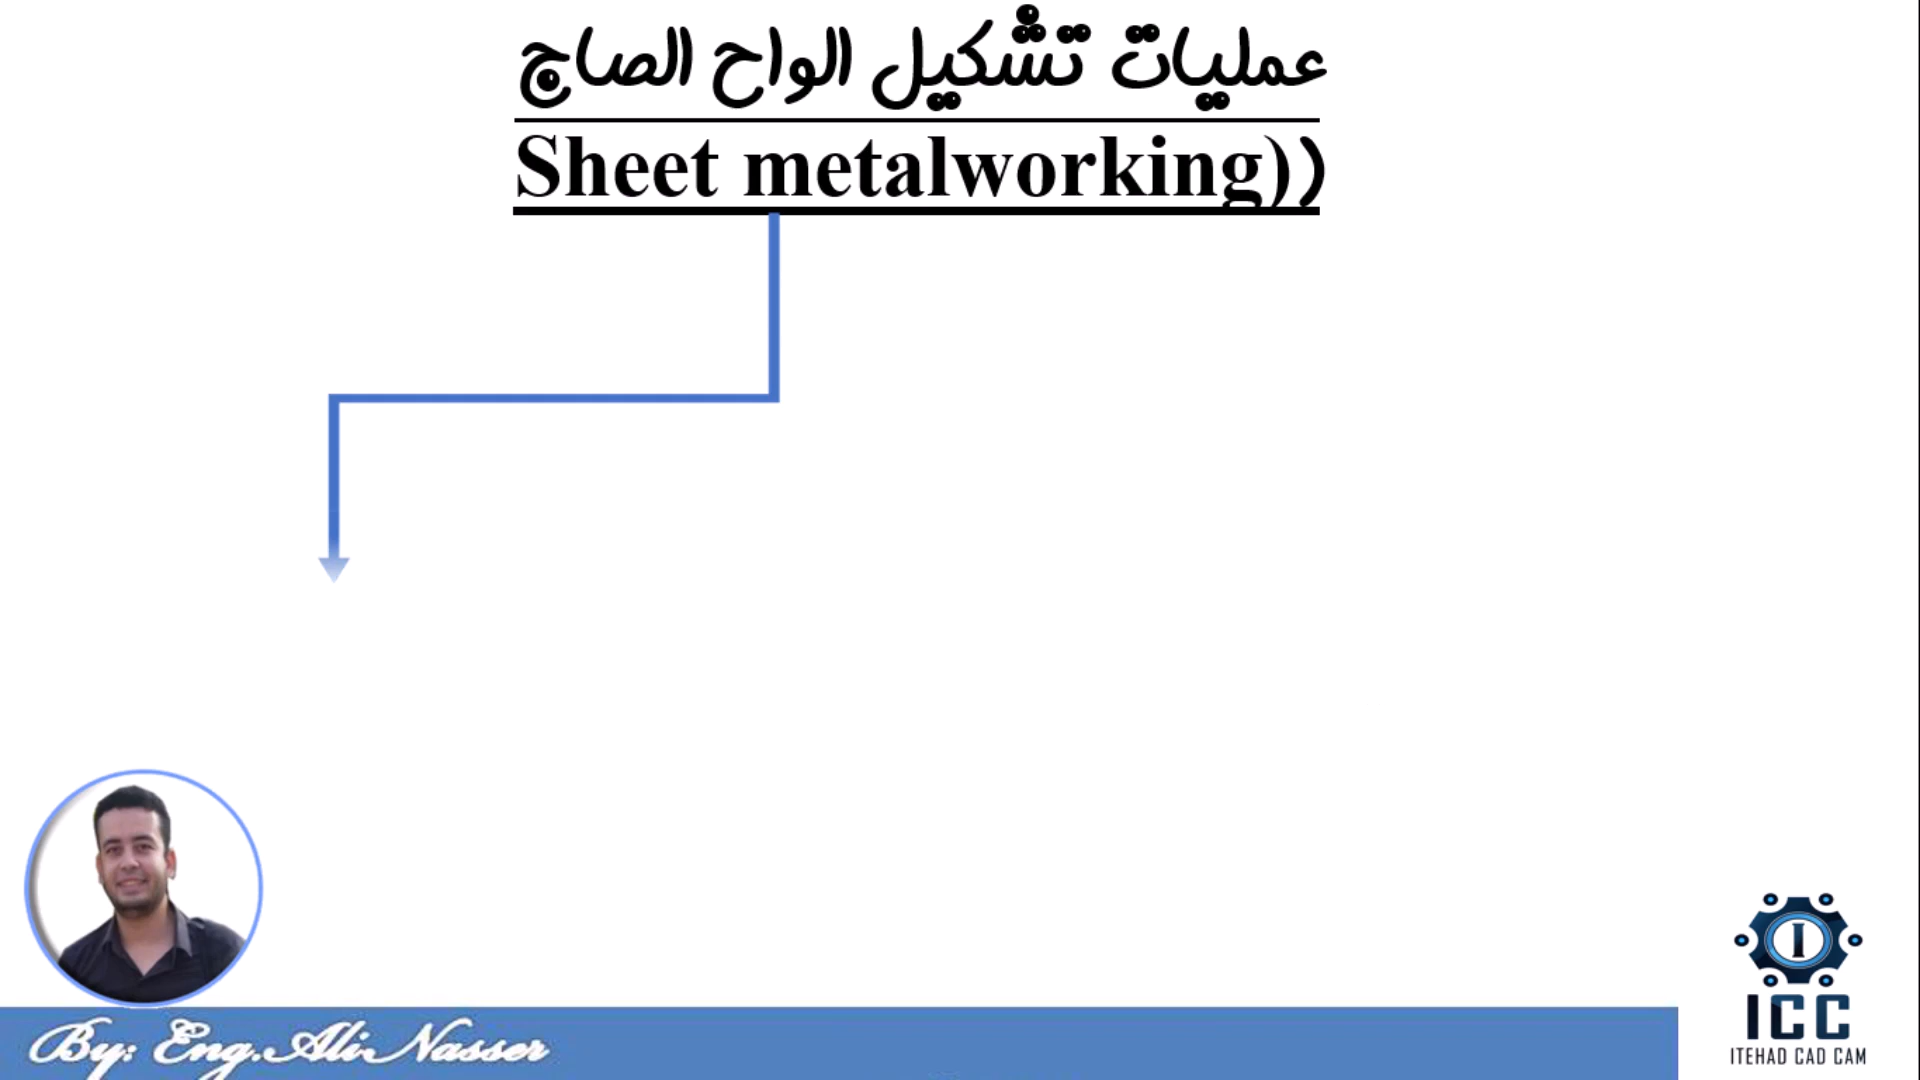 عمليات تشكيل الواح الصاج
Sheet metalworking))
By: Eng.Ali Nasser
I
ICC
ITEHAD CAD CAM